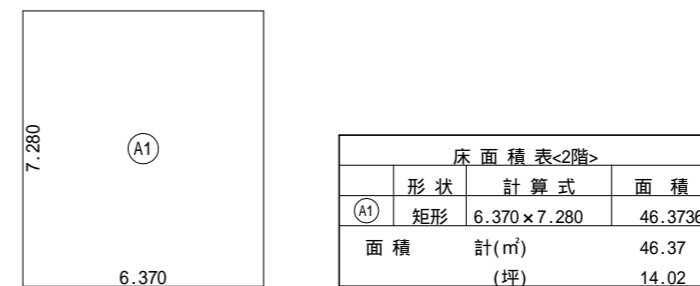 7.280
A1
6.370
床 面 積 表<2階>
形 状 計 算 式 面 積
A1 矩形 6.370×7.280 46.3736
面 積 計(㎡) 46.37
(坪) 14.02